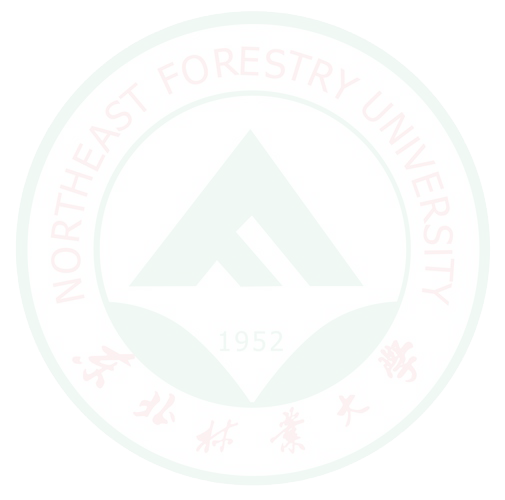 NORTHEAST FORESTRY UNIVERSITY
1952
东北林业大学